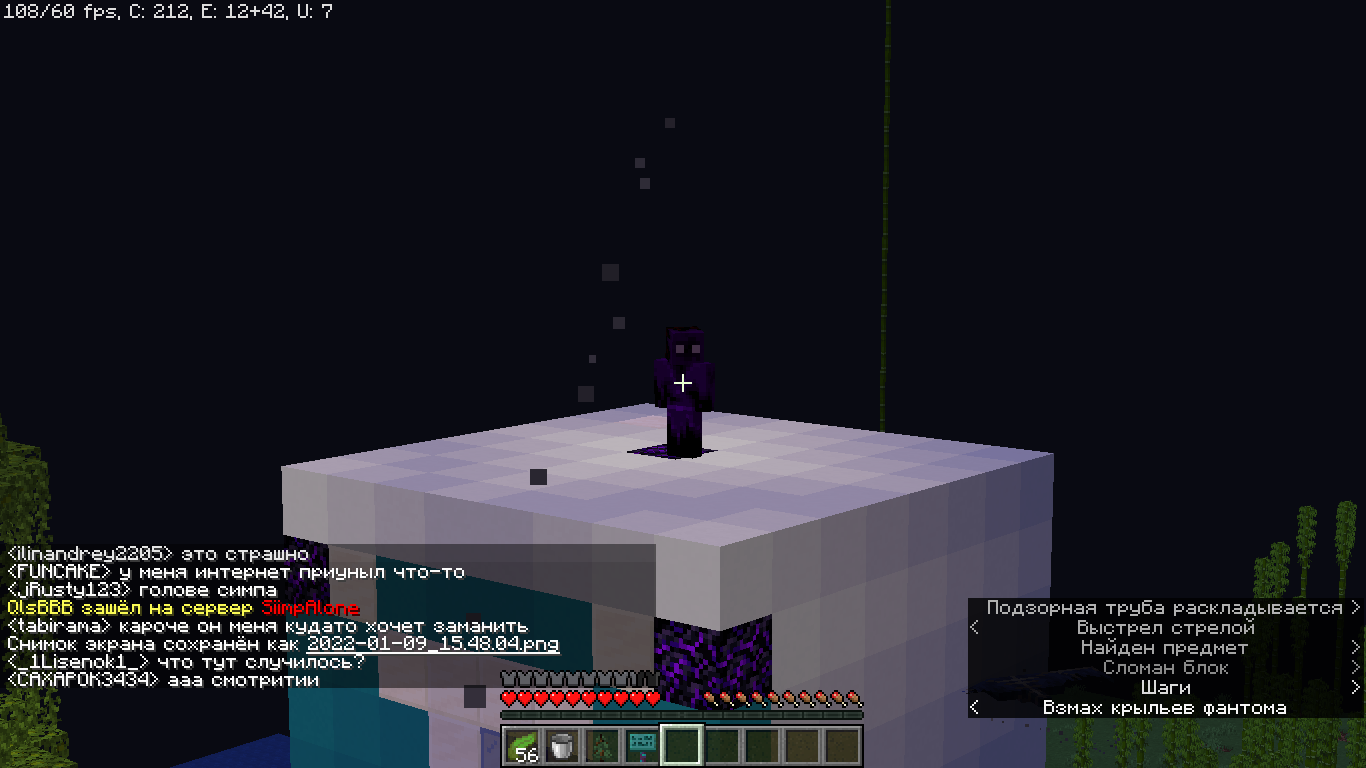 108/60 fps, C: 212, E: 12+42, U: 7
<ilinandrey2205> это страшно
<FUNCAKE> у меня интернет приуныл что-то
<jRusty123> голове симпа
OlsBBB зашёл на сервер SiimpAlone
<tabirama> кароче он меня кудато хочет заманить
Снимок экрана сохранён как 2022-01-09_15.48.04.png
<_1Lisenok1_> что тут случилось?
<CAXAPOK3434> ааа смотритии
Подзорная труба раскладывается >
< Выстрел стрелой
Найден предмет >
Сломан блок >
Шаги >
< Взмах крыльев фантома
56